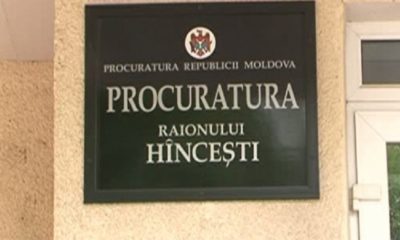 PROCURATURA REPUBLICII MOLDOVA
PROCURATURA
RAIONULUI
HÎNCEȘTI